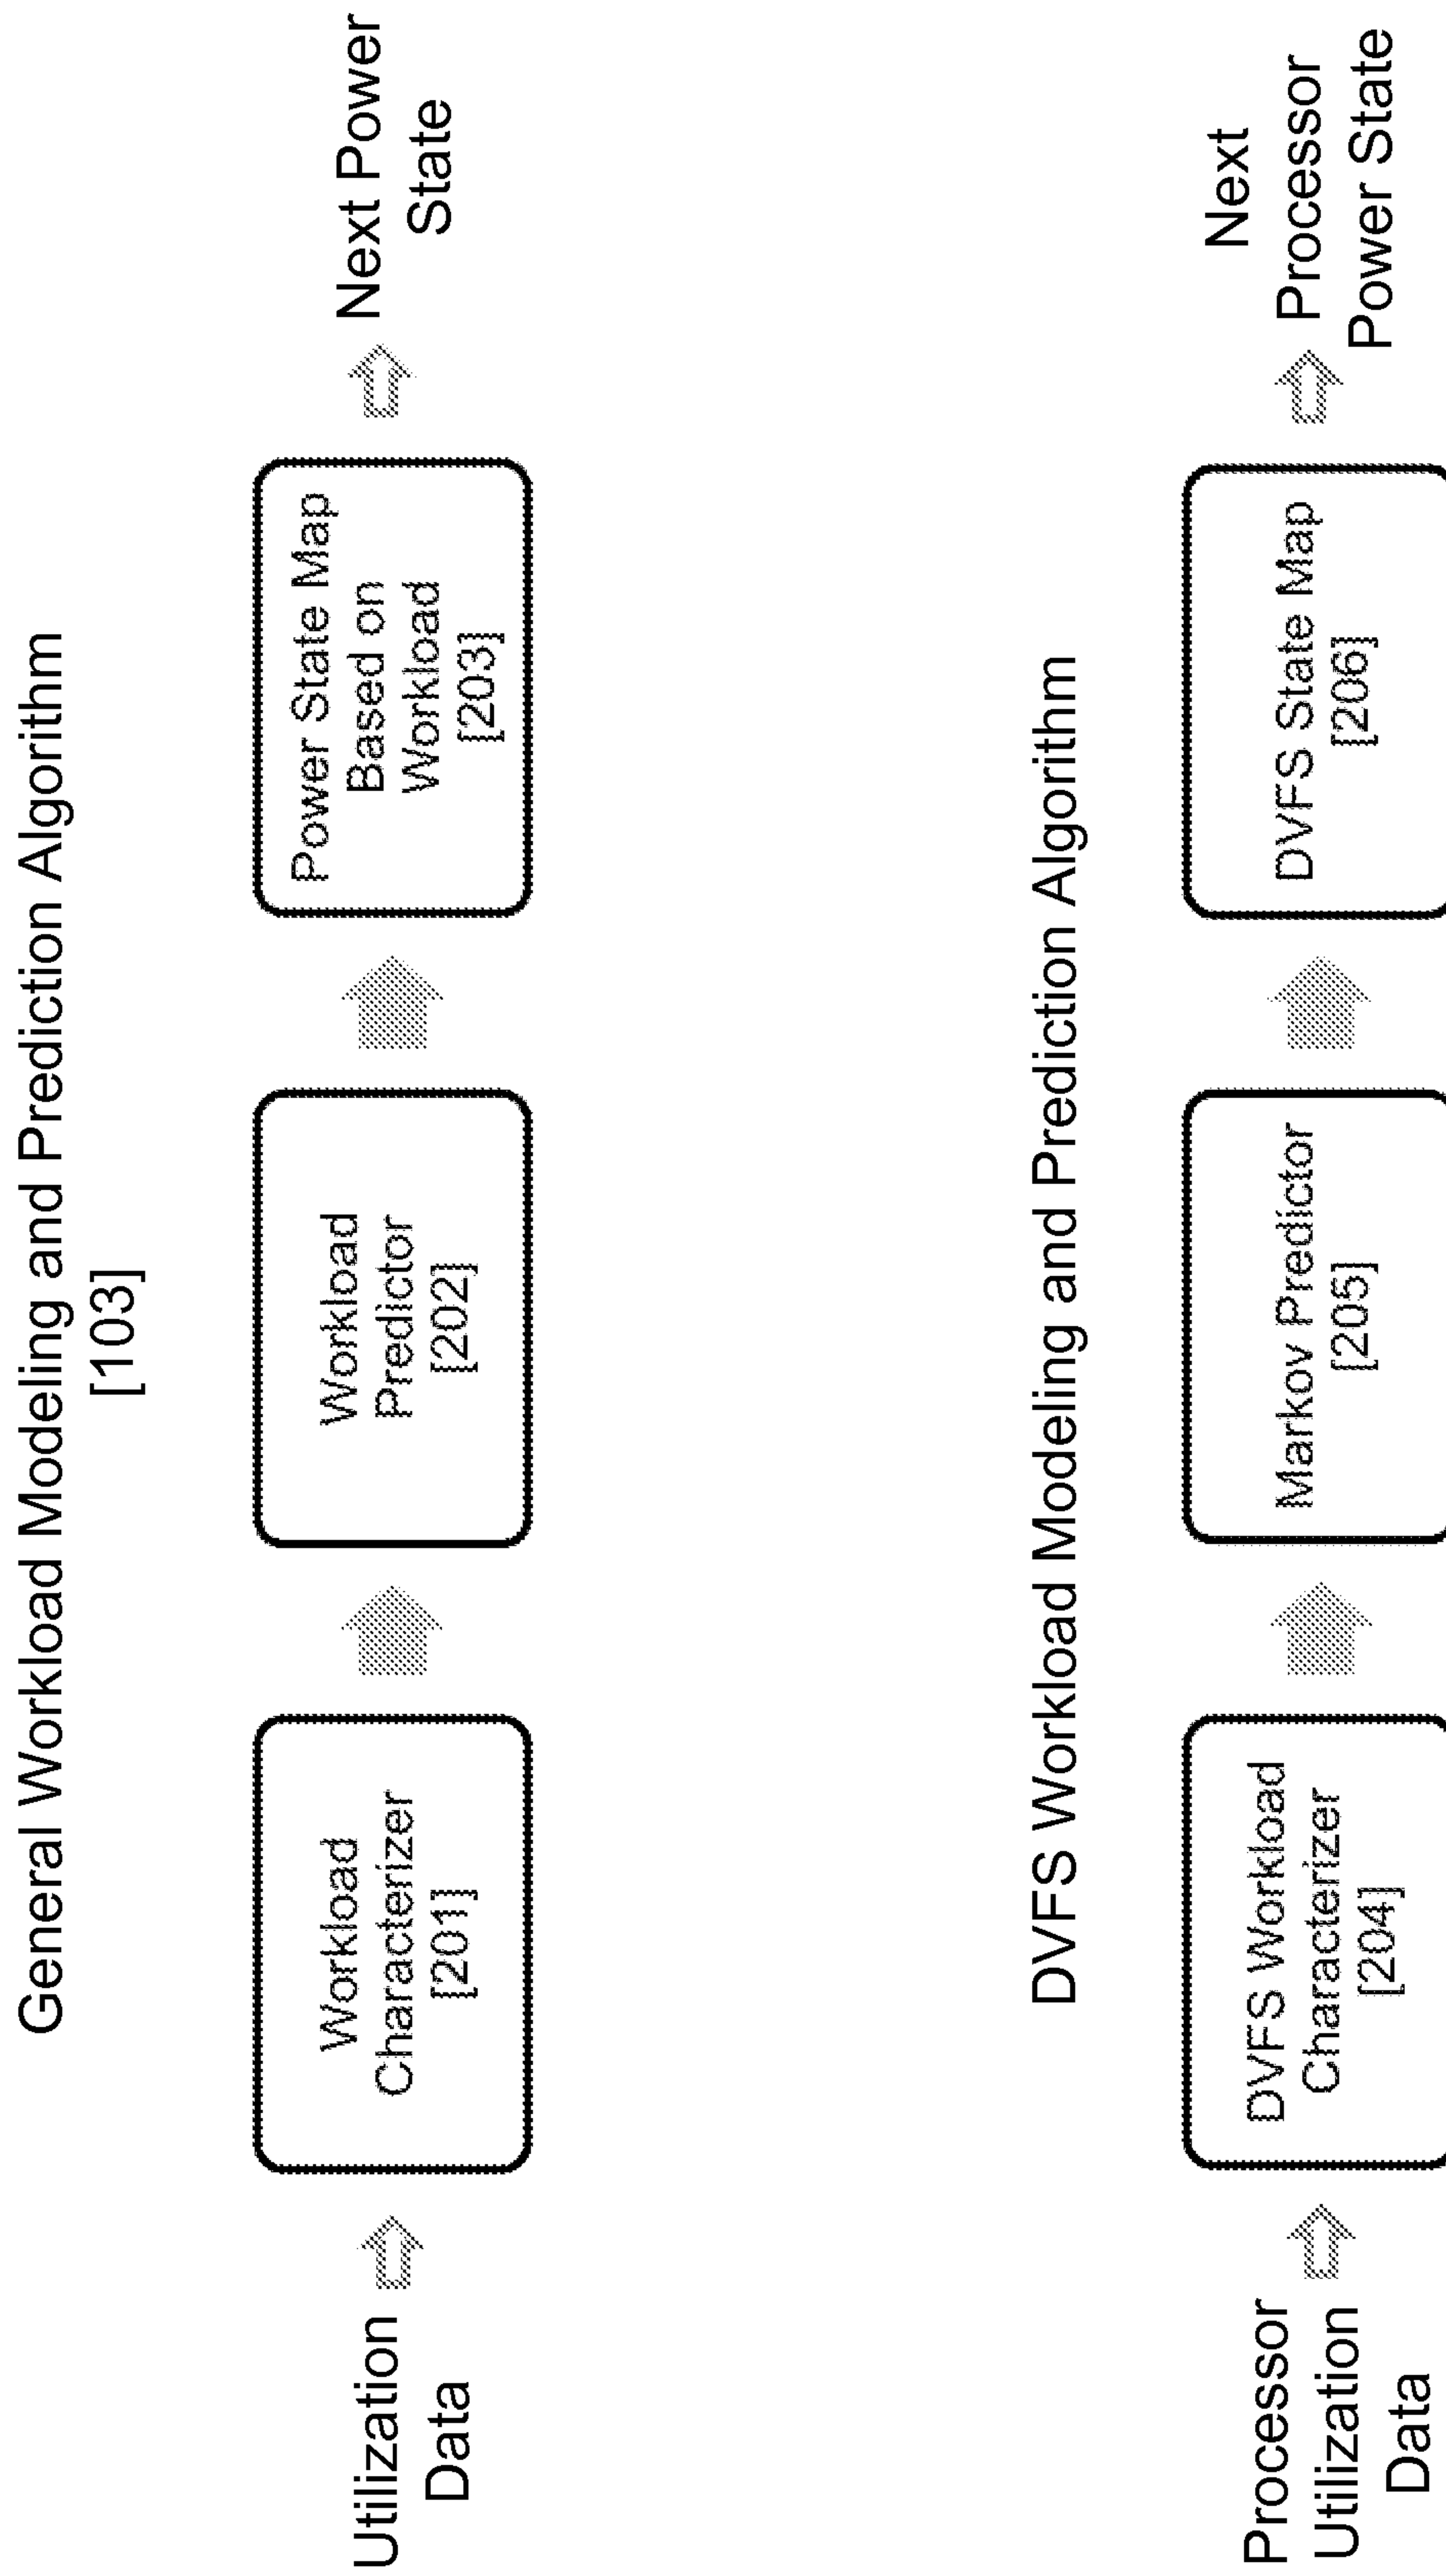 General Workload Modeling and Prediction Algorithm
[103]
Utilization
Data
Workload
Characterizer
[201]
Workload
Predictor
[202]
Power State Map
Based on
Workload
[203]
Next Power
State
DVFS Workload Modeling and Prediction Algorithm
Processor
Utilization
Data
DVFS Workload
Characterizer
[204]
Markov Predictor
[205]
DVFS State Map
[206]
Next
Processor
Power State